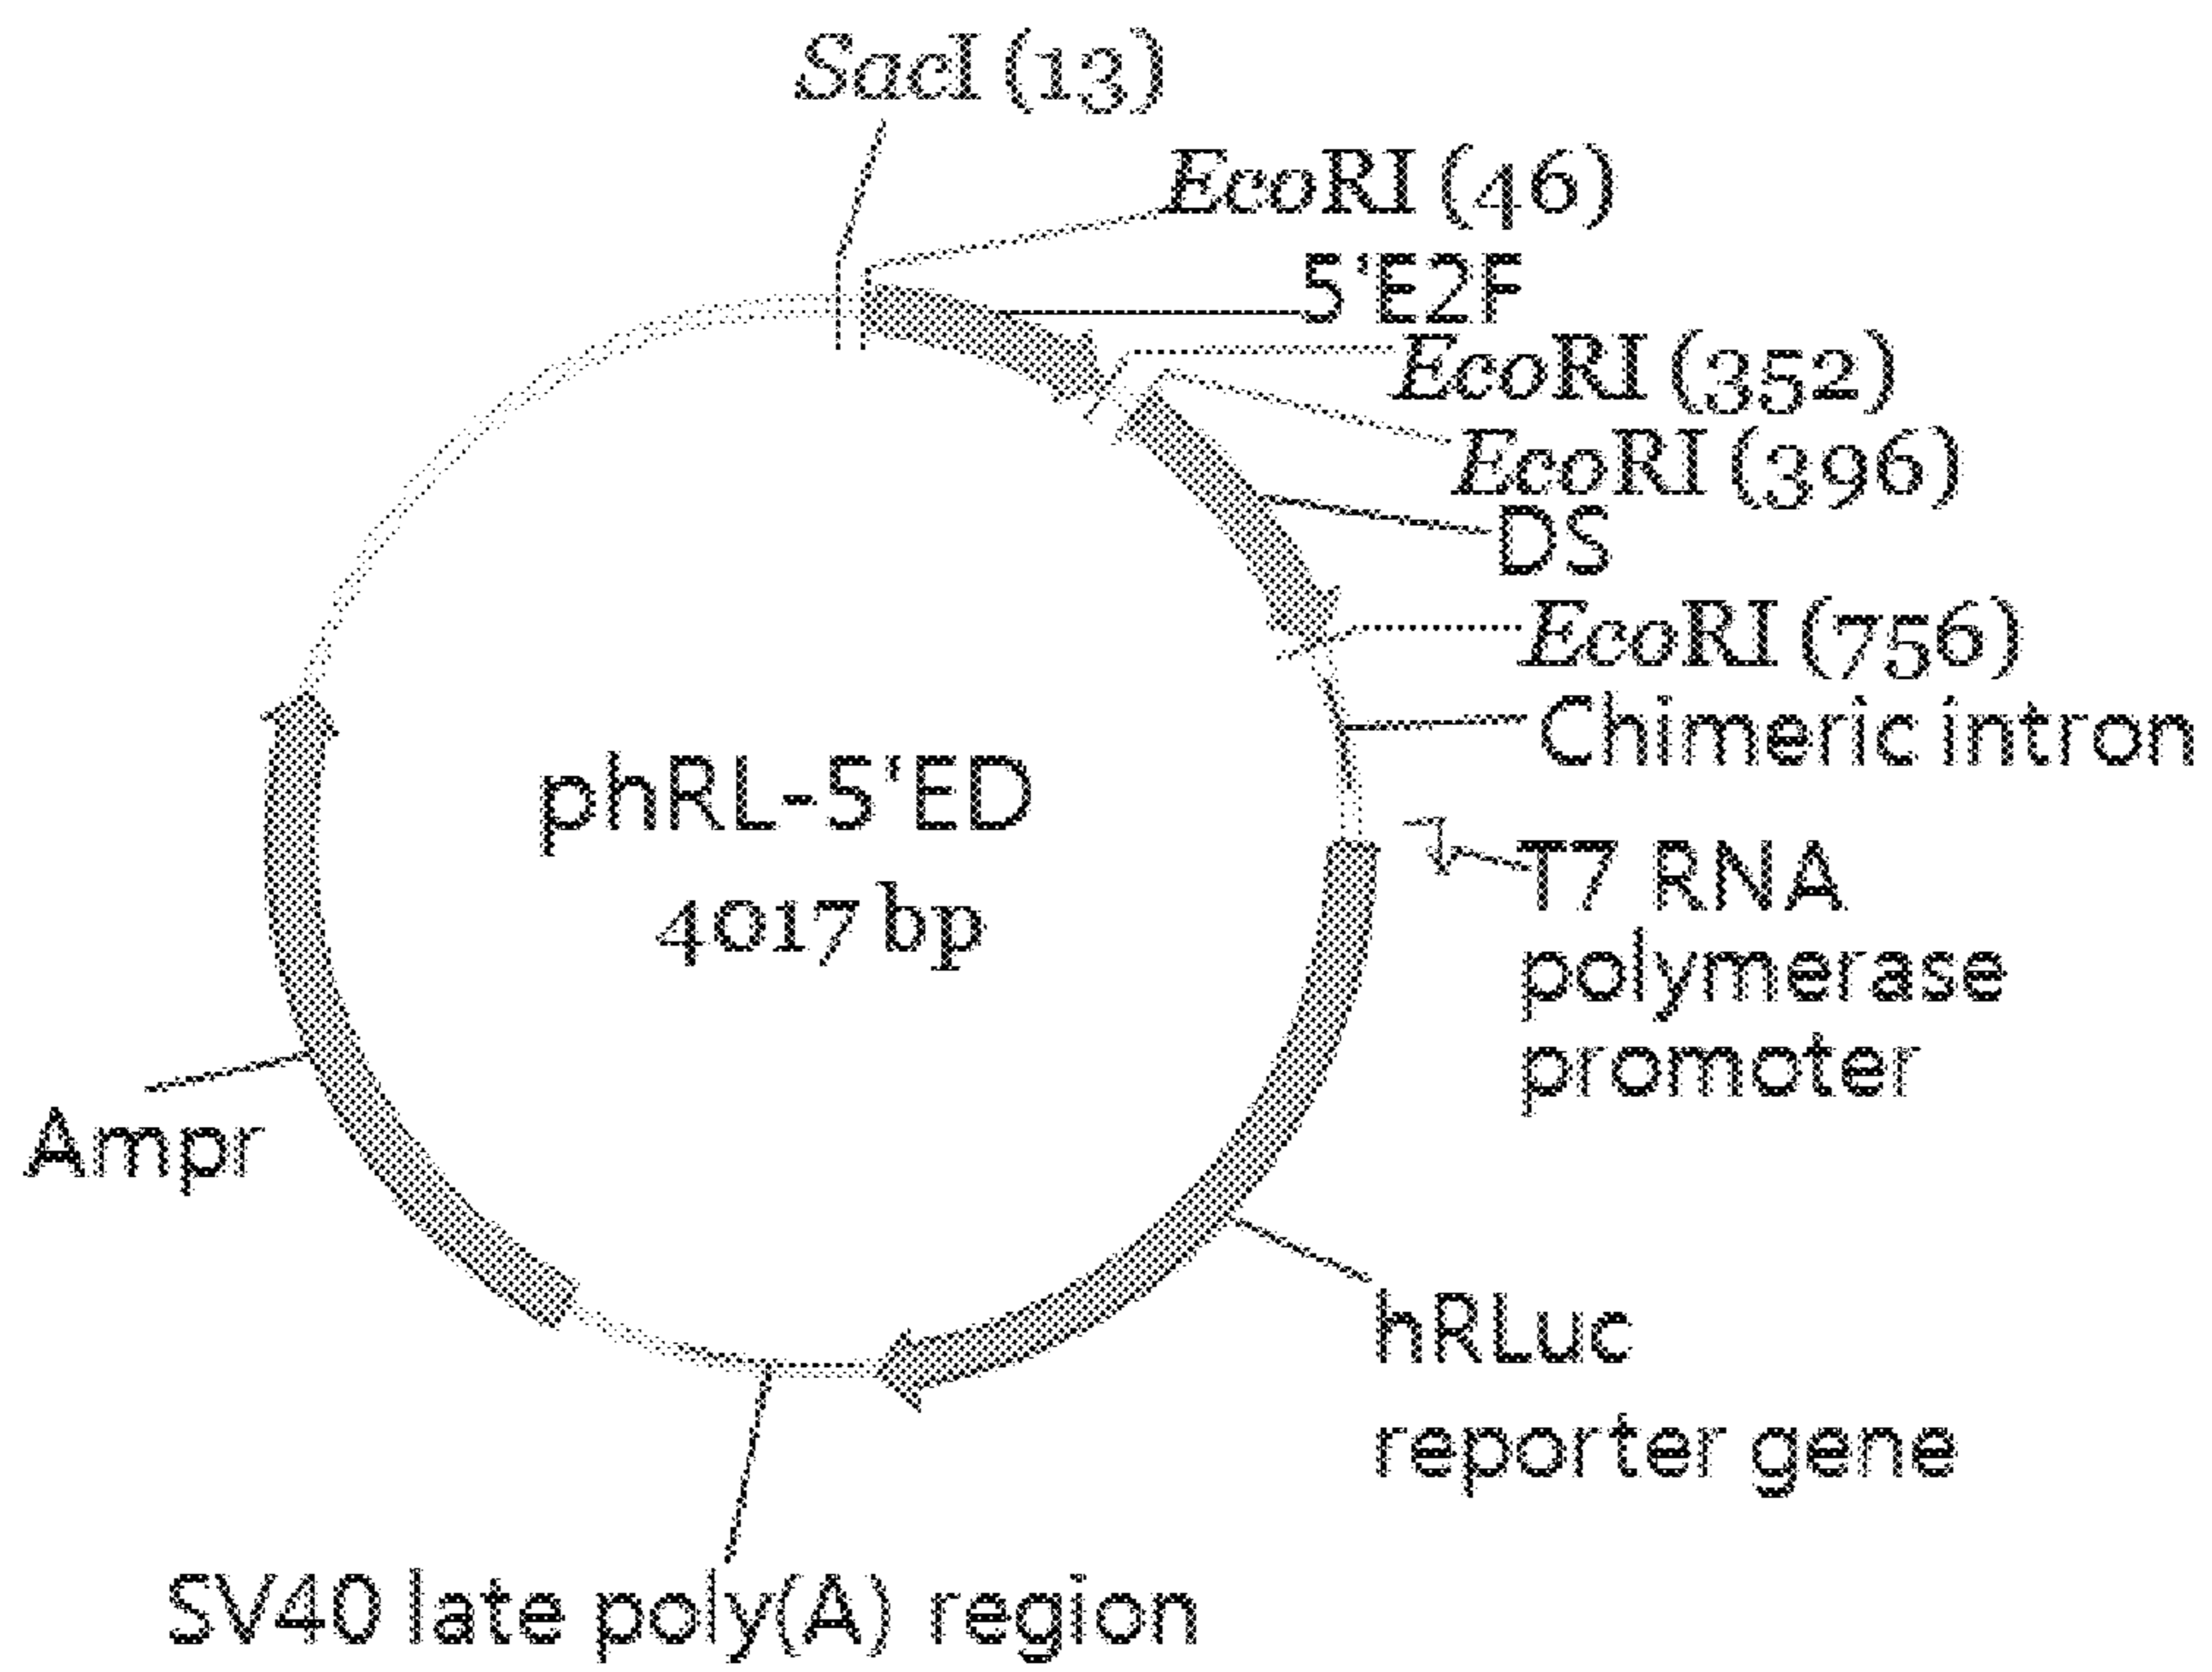 SacI (13)
EcoRI (46)
5'E2F
EcoRI (352)
EcoRI (396)
DS
EcoRI (756)
Chimeric intron
phRL-5'ED
4017 bp
T7 RNA
polymerase
promoter
Ampr
hRLuc
reporter gene
SV40 late poly(A) region